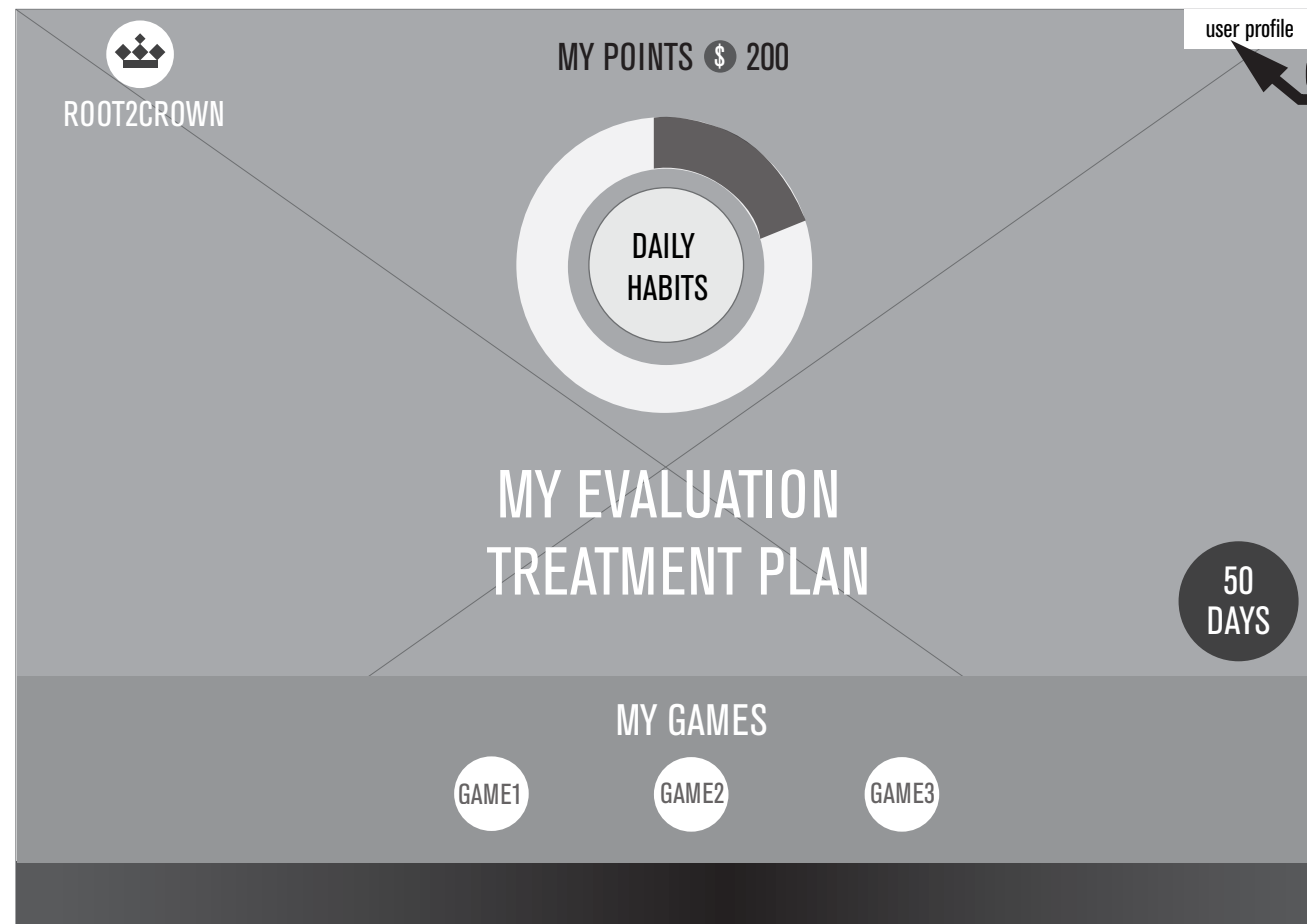 user profile
MY POINTS $ 200
ROOT2CROWN
DAILY
HABITS
MY EVALUATION
TREATMENT PLAN
50
DAYS
MY GAMES
GAME1
GAME2
GAME3